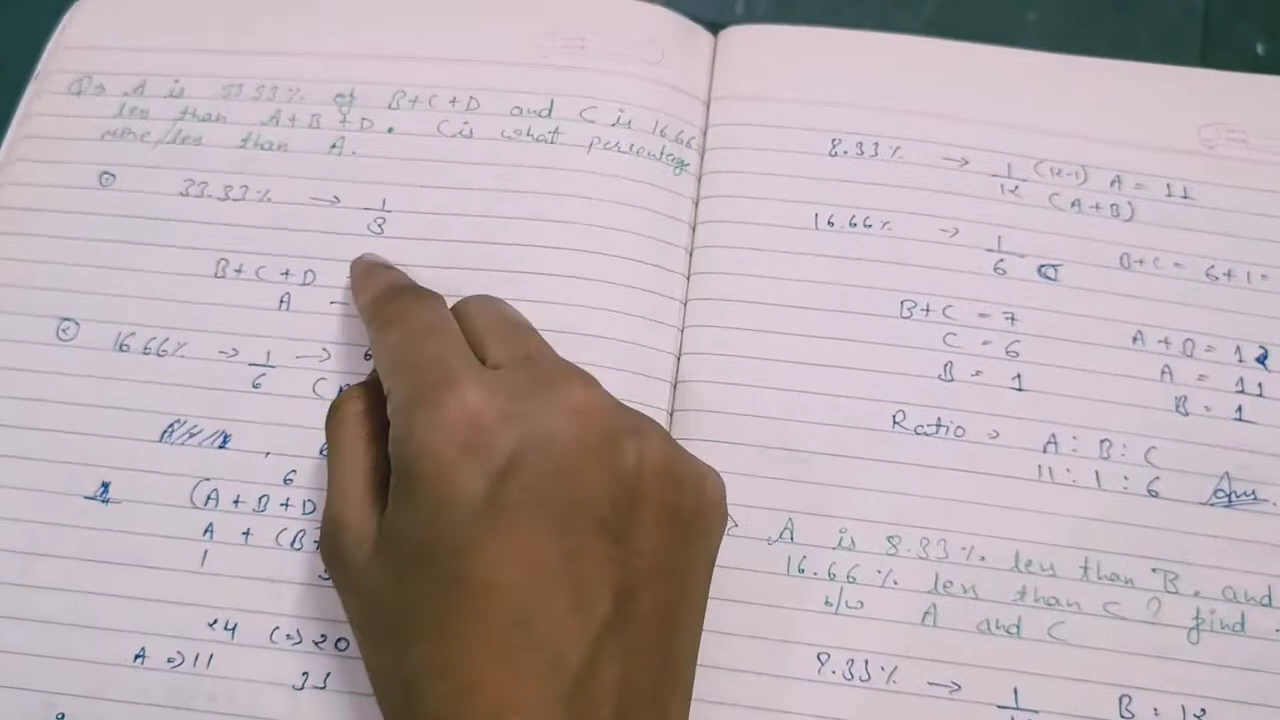 A is 33.33% of B+C+D and C is 16.66
less than A+B+D. C is what percentage
more/less than A.
33.33% → 1/3
B+C+D
A
16.66% → 1/6 → 6
6
(A + B + D
A + (B+
1
24 C => 20
A => 11
33
8.33% → 1/12 (12-1) A = 11
(A+B)
16.66% → 1/6 B+C = 6+1=
B+C = 7
C = 6
B = 1
A + B = 12
A = 11
B = 1
Ratio => A : B : C
11 : 1 : 6 Ans.
A is 8.33% less than B, and
16.66% less than C? find
b/w A and C
8.33% → 1
B : 12